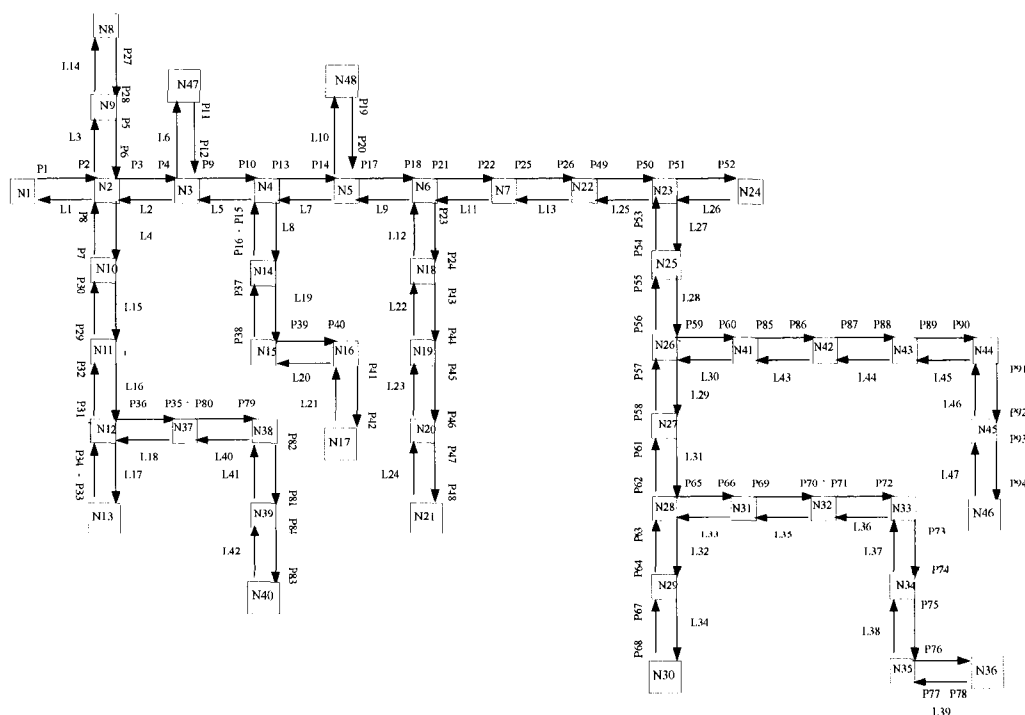 N8
P27
L14
N47
N48
P28
P11
P19
N9
P5
L3
L6
P12
L10
P20
P6
P1 P2 P3 P4 P9 P10 P13 P14 P17 P18 P21 P22 P25 P26 P49 P50 P51 P52
N1 N2 N3 N4 N5 N6 N7 N22 N23 N24
L1 L2 L5 L7 L9 L11 L13 L25 L26
P8
P15
P23
P53
L4
L8
L12
L27
P16 -
P7
P24
P54
N10
N14
N18
N25
P30
P37
P43
P55
L15
L19
L22
L28
P29
P38
P44
P56
P39 P40
P59 P60 P85 P86 P87 P88 P89 P90
N11
N15 N16
N19
N26 N41 N42 N43 N44
L20
L30 L43 L44 L45
P32
P41
P45
P57
P91
L16
L21
L23
L29
L46
P31
P42
P46
P58
P92
P36 P35 · P80 P79
N12 N37 N38
N17
N20
N27
N45
L18 L40
P34 -
P82
P47
P61
P93
L17
L41
L24
L31
L47
P33
P81
P48
P62
P94
P65 P66 P69 P70 · P71 P72
N13
N39
N21
N28 N31 N32 N33
N46
L33 L35 L36
P84
P63
P73
L42
L32
L37
P83
P64
P74
N40
N29
N34
P67
P75
L34
L38
P68
P76
N30
N35 N36
P77 P78
L39